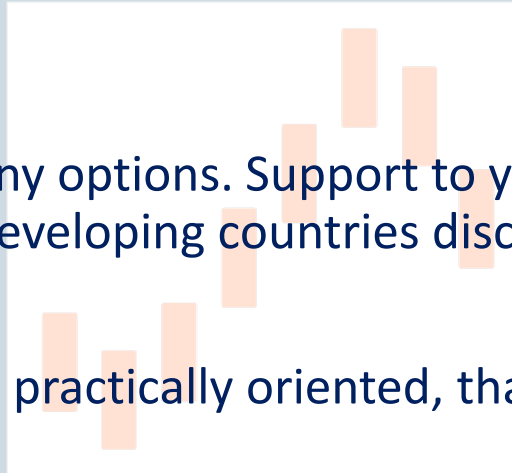 ny options. Support to y
eveloping countries disc
practically oriented, tha